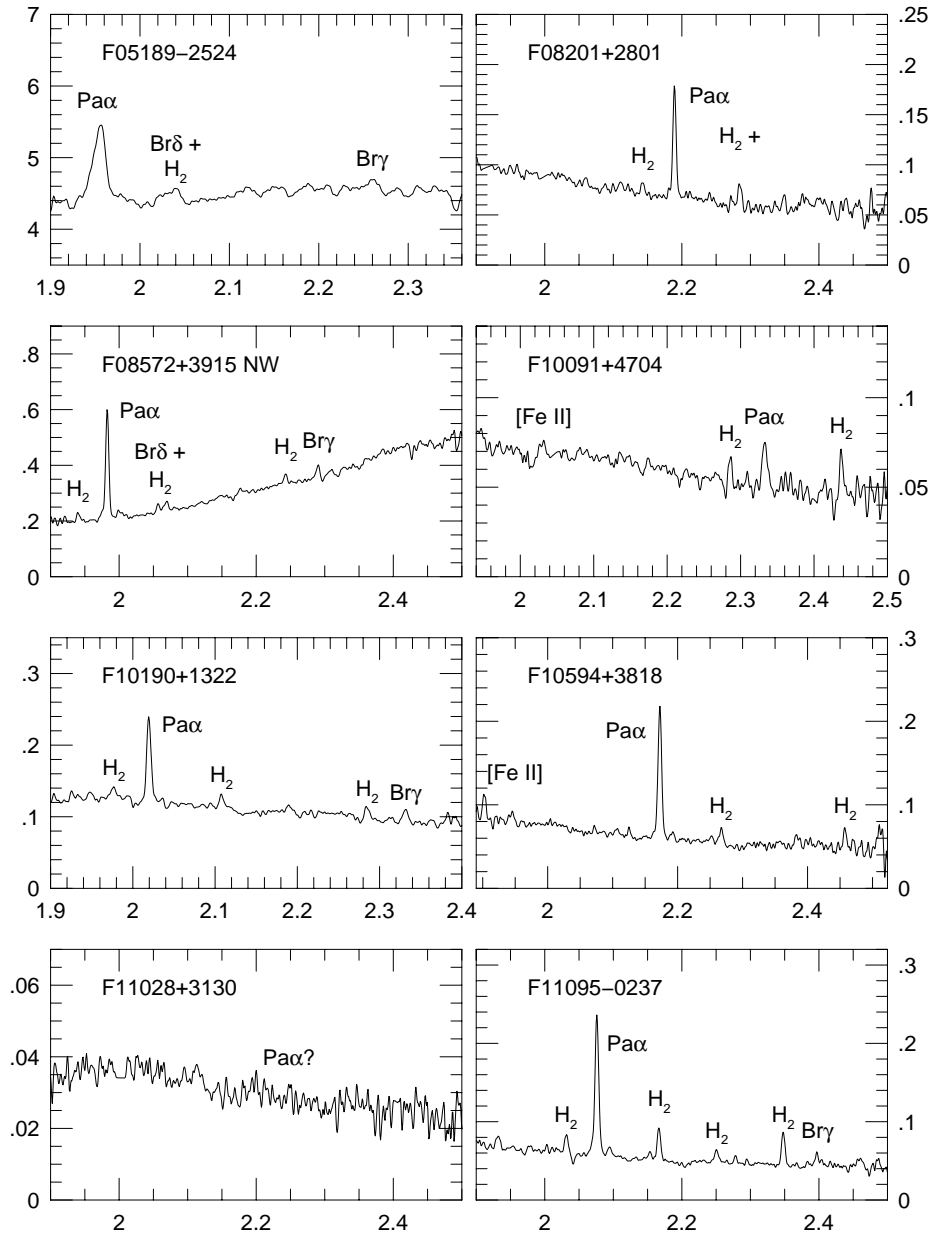 7
6
5
4
F05189−2524
Paα
Brδ +
H2
Brγ
1.9 2 2.1 2.2 2.3
.25
.2
.15
.1
.05
0
F08201+2801
Paα
H2
H2 +
2 2.2 2.4
.8
.6
.4
.2
0
F08572+3915 NW
Paα
H2
Brδ +
H2
H2
Brγ
2 2.2 2.4
.1
.05
0
F10091+4704
[Fe II]
Paα
H2
H2
2 2.1 2.2 2.3 2.4 2.5
.3
.2
.1
0
F10190+1322
Paα
H2
H2
H2
Brγ
1.9 2 2.1 2.2 2.3 2.4
.3
.2
.1
0
F10594+3818
Paα
[Fe II]
H2
H2
2 2.2 2.4
.06
.04
.02
0
F11028+3130
Paα?
2 2.2 2.4
.3
.2
.1
0
F11095−0237
Paα
H2
H2
H2
H2
Brγ
2 2.2 2.4